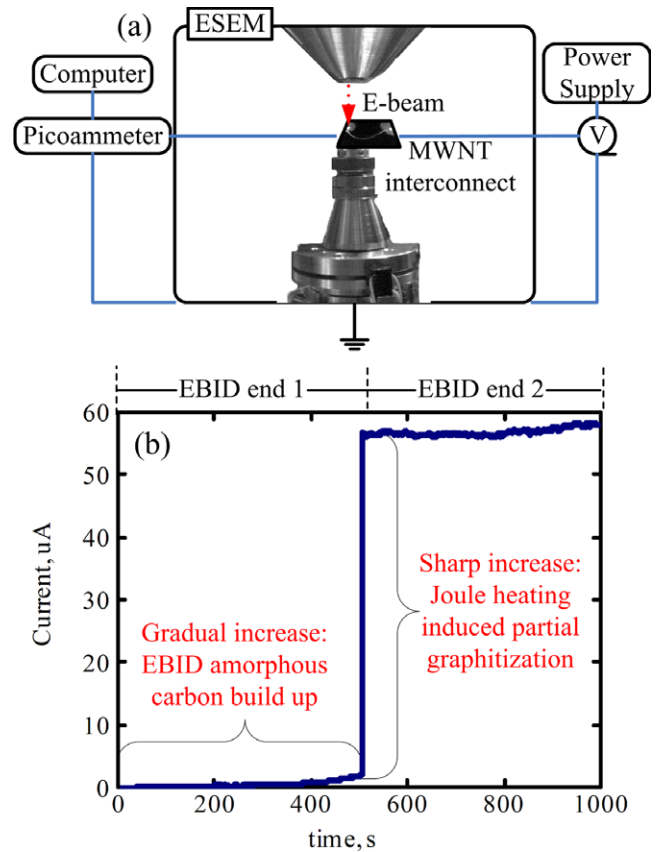 (a)
ESEM
Computer
Picoammeter
E-beam
MWNT
interconnect
Power
Supply
V
EBID end 1
EBID end 2
(b)
Current, uA
60
50
40
30
20
10
0
Gradual increase:
EBID amorphous
carbon build up
Sharp increase:
Joule heating
induced partial
graphitization
0
200
400
600
800
1000
time, s